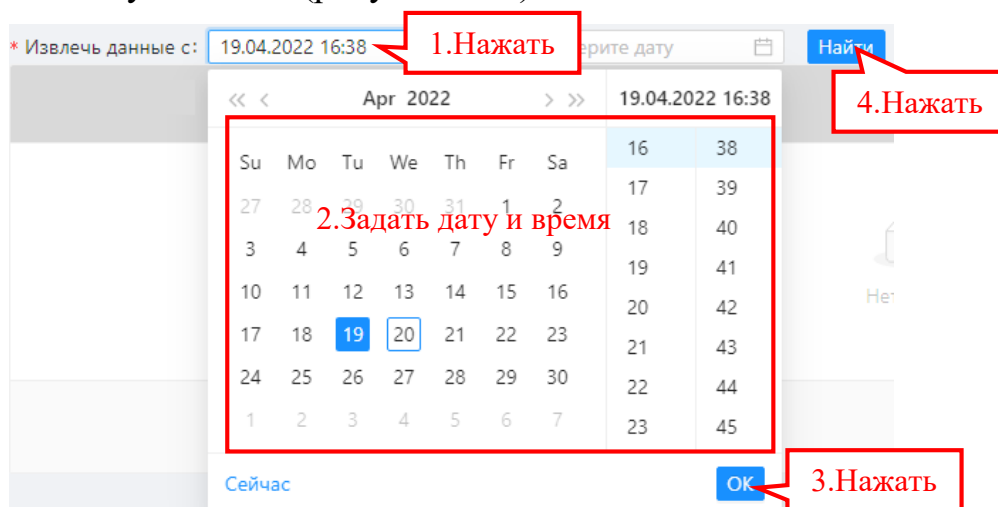 * Извлечь данные с: 19.04.2022 16:38 1.Нажать дату Найти
4.Нажать
<< < Apr 2022 > >> 19.04.2022 16:38
Su Mo Tu We Th Fr Sa 16 38
27 28 29 30 31 1 2 17 39
2.Задать дату и время
3 4 5 6 7 8 9 18 40
10 11 12 13 14 15 16 19 41
17 18 19 20 21 22 23 20 42
24 25 26 27 28 29 30 21 43
1 2 3 4 5 6 7 22 44
23 45
Сейчас OK 3.Нажать